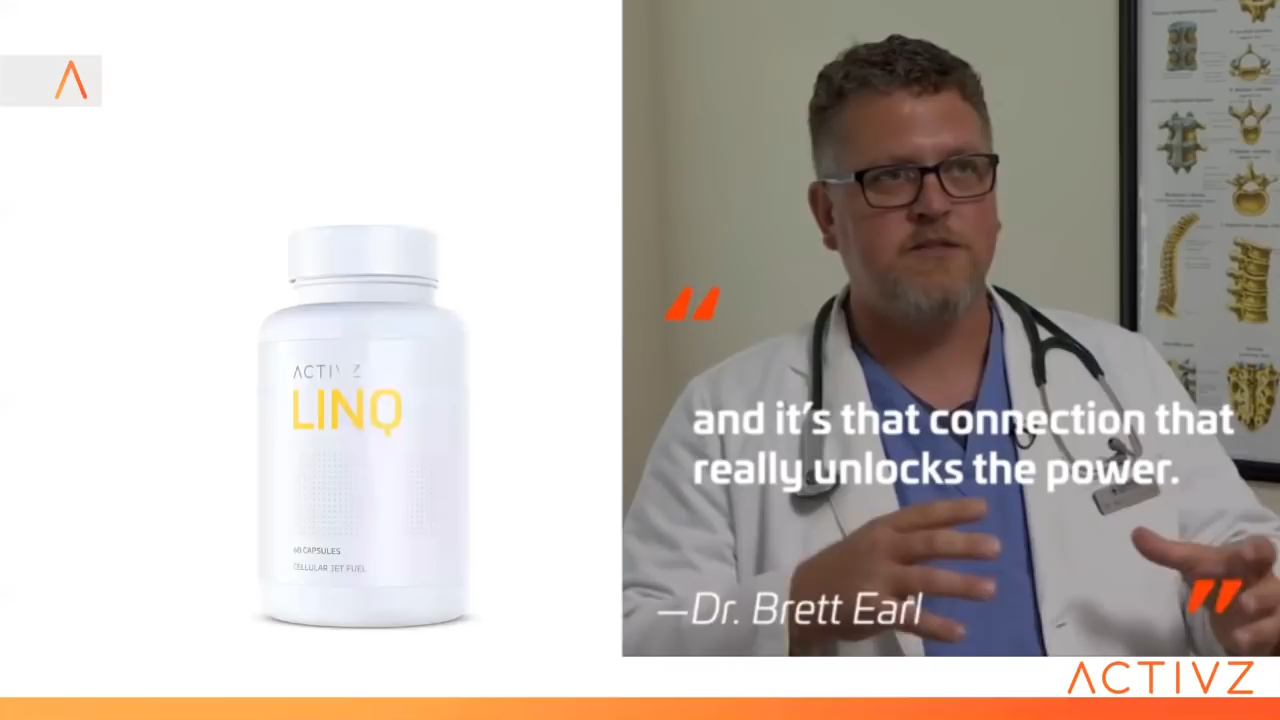 ACTIVZ
LINQ
60 CAPSULES
CELLULAR JET FUEL
and it's that connection that
really unlocks the power.
—Dr. Brett Earl
ACTIVZ